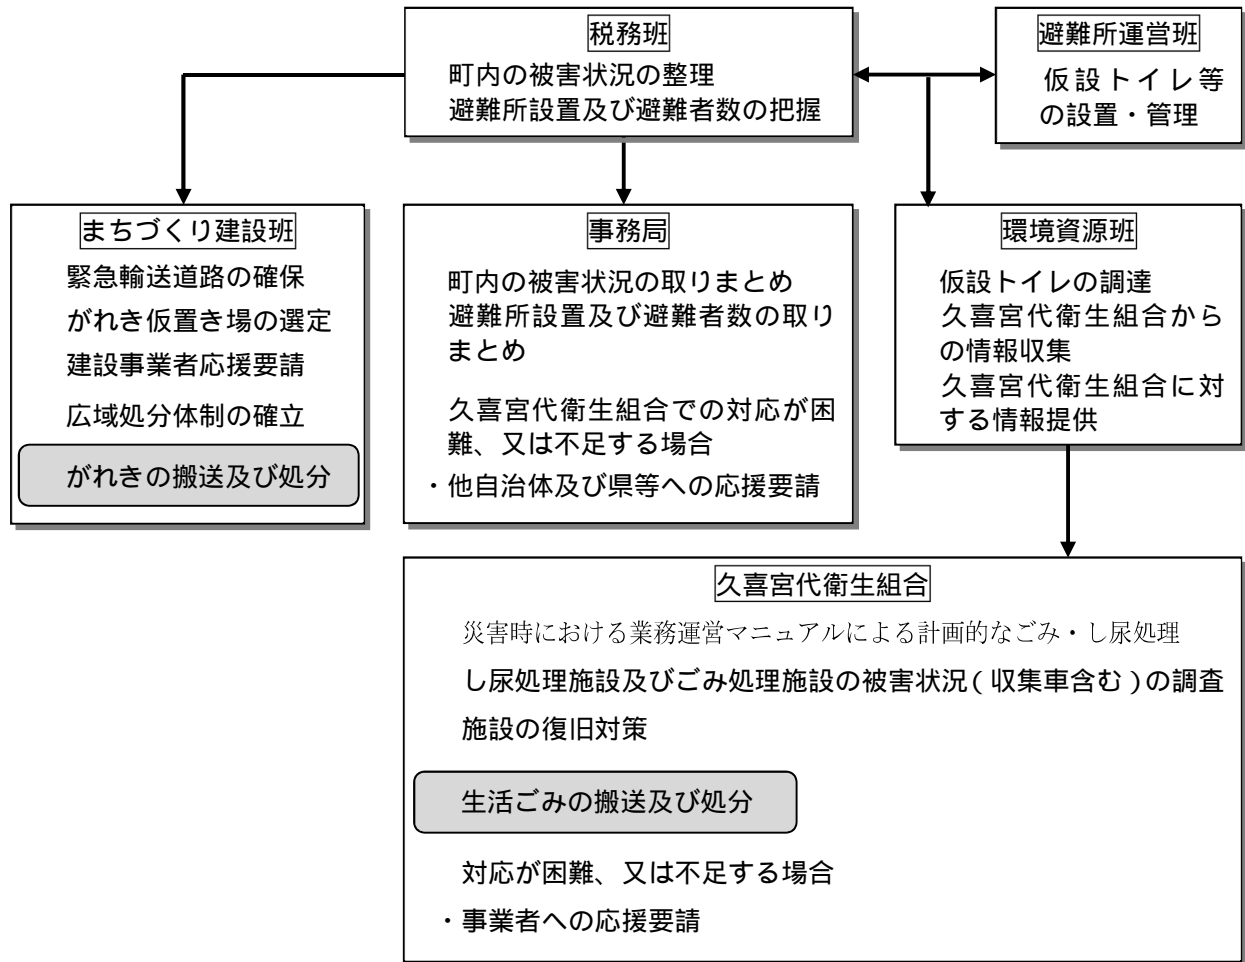 税務班
町内の被害状況の整理
避難所設置及び避難者数の把握
避難所運営班
仮設トイレ等
の設置・管理
まちづくり建設班
緊急輸送道路の確保
がれき仮置き場の選定
建設事業者応援要請
広域処分体制の確立
がれきの搬送及び処分
事務局
町内の被害状況の取りまとめ
避難所設置及び避難者数の取り
まとめ
久喜宮代衛生組合での対応が困
難、又は不足する場合
・他自治体及び県等への応援要請
環境資源班
仮設トイレの調達
久喜宮代衛生組合から
の情報収集
久喜宮代衛生組合に対
する情報提供
久喜宮代衛生組合
災害時における業務運営マニュアルによる計画的なごみ・し尿処理
し尿処理施設及びごみ処理施設の被害状況(収集車含む)の調査
施設の復旧対策
生活ごみの搬送及び処分
対応が困難、又は不足する場合
・事業者への応援要請